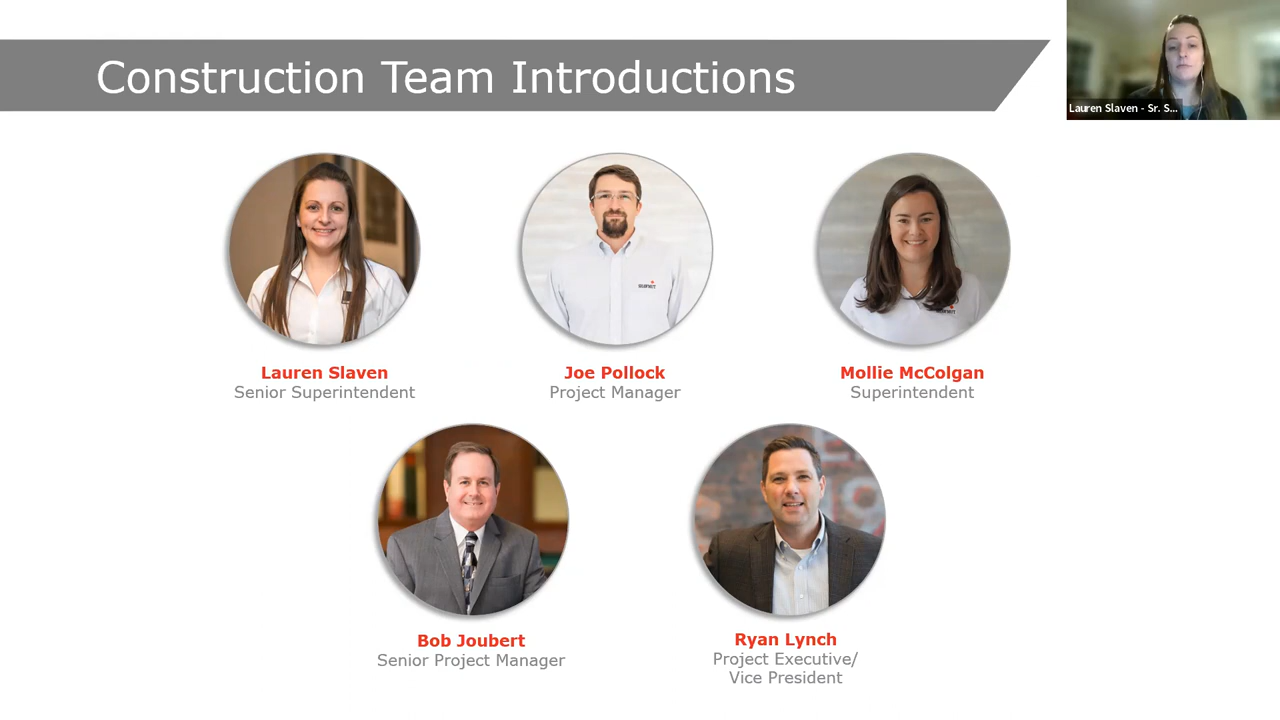 Construction Team Introductions
Lauren Slaven - Sr. S...
Lauren Slaven
Senior Superintendent
Joe Pollock
Project Manager
Mollie McColgan
Superintendent
Bob Joubert
Senior Project Manager
Ryan Lynch
Project Executive/
Vice President